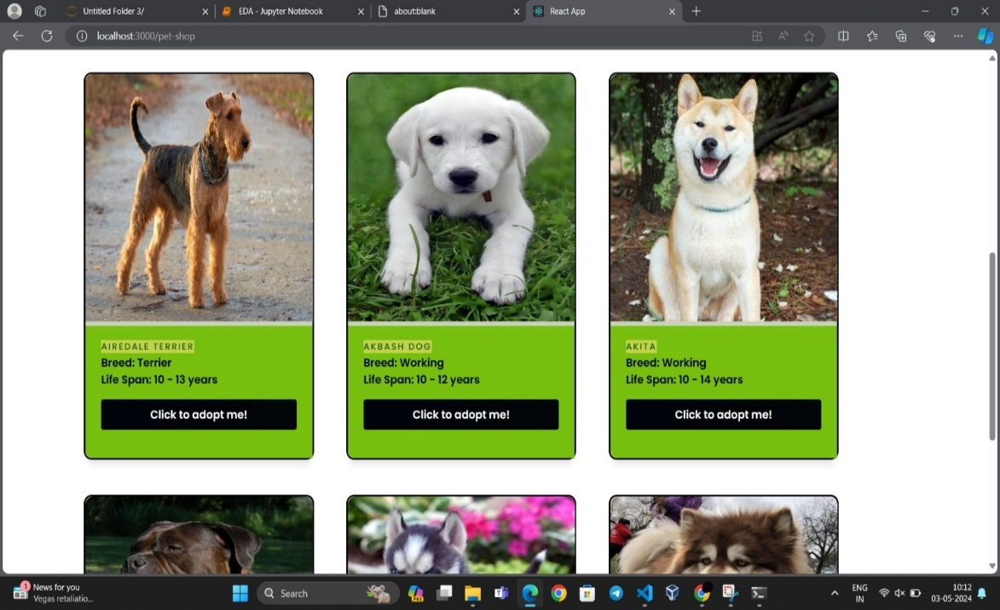 Untitled Folder 3/
EDA - Jupyter Notebook
about:blank
React App
localhost:3000/pet-shop
AIREDALE TERRIER
Breed: Terrier
Life Span: 10 - 13 years
Click to adopt me!
AKBASH DOG
Breed: Working
Life Span: 10 - 12 years
Click to adopt me!
AKITA
Breed: Working
Life Span: 10 - 14 years
Click to adopt me!
1
News for you
Vegas retaliatio...
Search
PRE
ENG
IN
10:12
03-05-2024